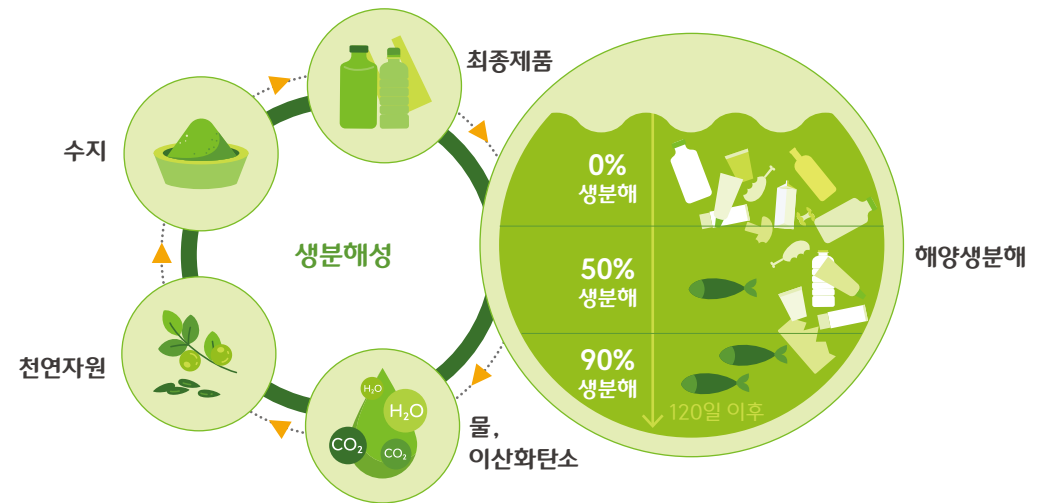 최종제품
수지
생분해성
천연자원
H₂O
H₂O
CO₂
CO₂
물,
이산화탄소
0%
생분해
50%
생분해
90%
생분해
120일 이후
해양생분해